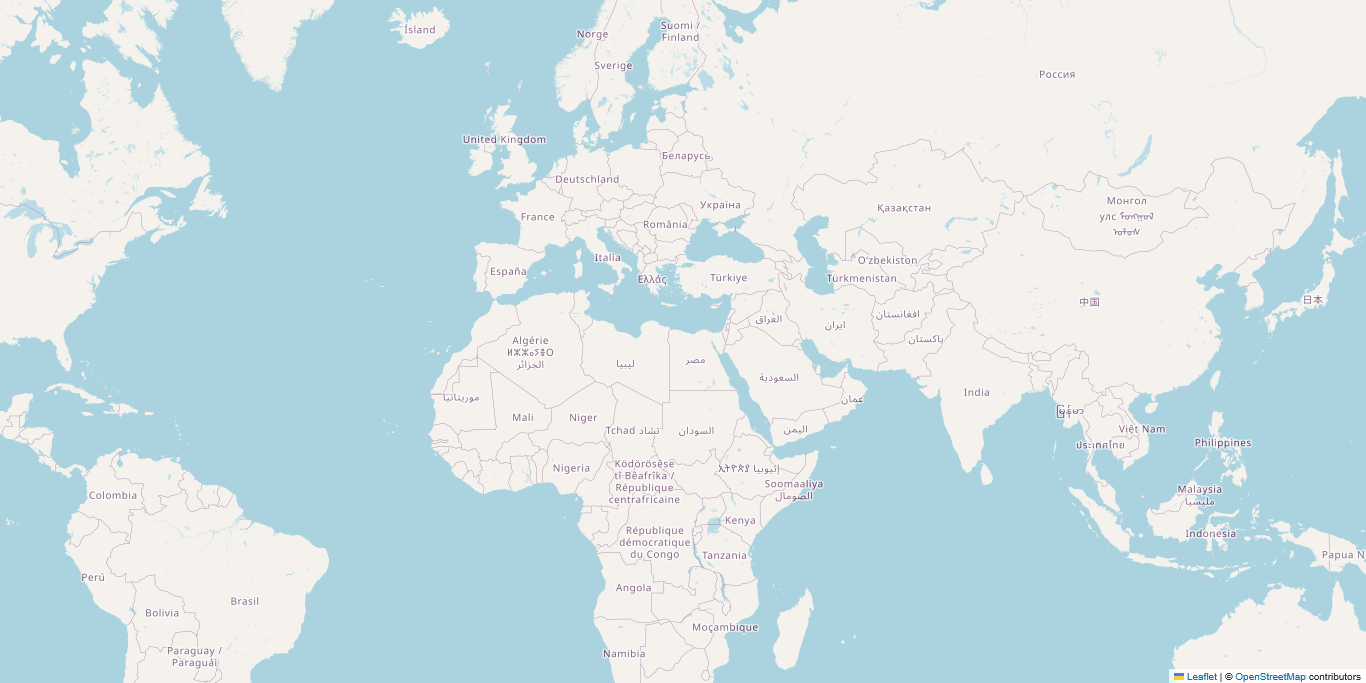 Ísland
Norge
Suomi /
Finland
Sverige
Россия
United Kingdom
Беларусь
Deutschland
Україна
France
România
Қазақстан
Монгол
улс ᠮᠣᠩᠭᠣᠯ
ᠤᠯᠤᠰ
Italia
España
Ελλάς
Türkiye
Oʻzbekiston
Türkmenistan
中国
日本
العراق
ایران
افغانستان
پاکستان
Algérie
ⵍⵣⵣⴰⵢⴻⵔ
الجزائر
ليبيا
مصر
السعودية
عمان
India
موريتانيا
Mali
Niger
Tchad تشاد
السودان
اليمن
Việt Nam
ประเทศไทย
Philippines
Nigeria
Ködörösêse
tî Bêafrîka /
République
centrafricaine
ኢትዮጵያ إثيوبيا
Soomaaliya
الصومال
Colombia
Malaysia
مليسيا
Kenya
République
démocratique
du Congo
Indonesia
Tanzania
Papua N
Perú
Angola
Brasil
Bolivia
Moçambique
Paraguay /
Paraguái
Namibia
Leaflet | © OpenStreetMap contributors